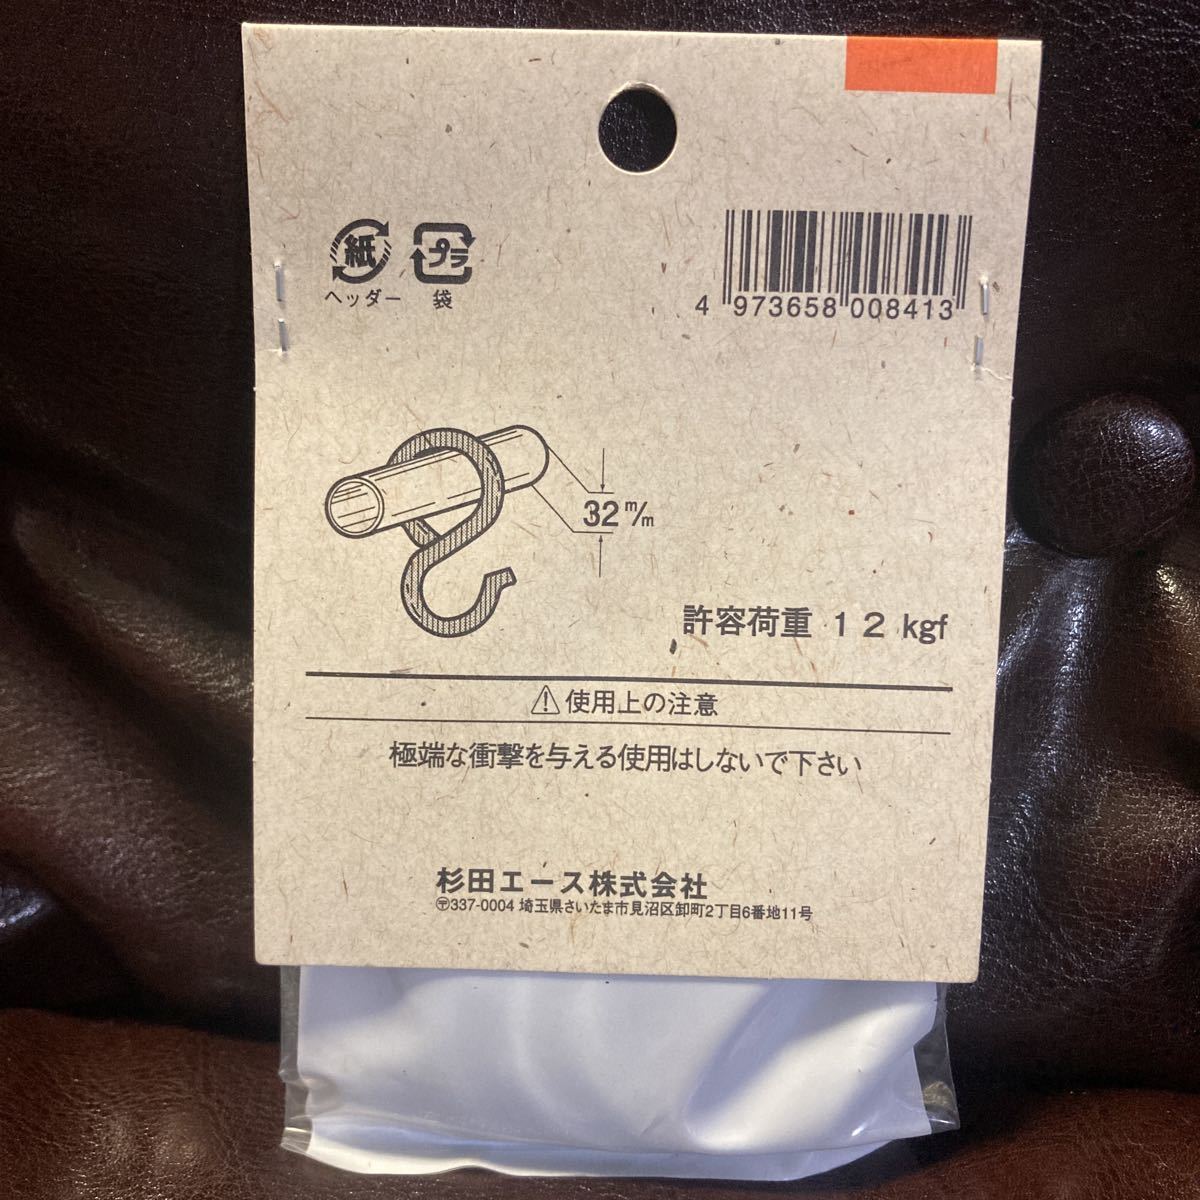 紙 プラ
ヘッダー 袋
4 973658 008413
32 m/m
許容荷重 12 kgf
⚠使用上の注意
極端な衝撃を与える使用はしないで下さい
杉田エース株式会社
〶337-0004 埼玉県さいたま市見沼区卸町2丁目6番地11号